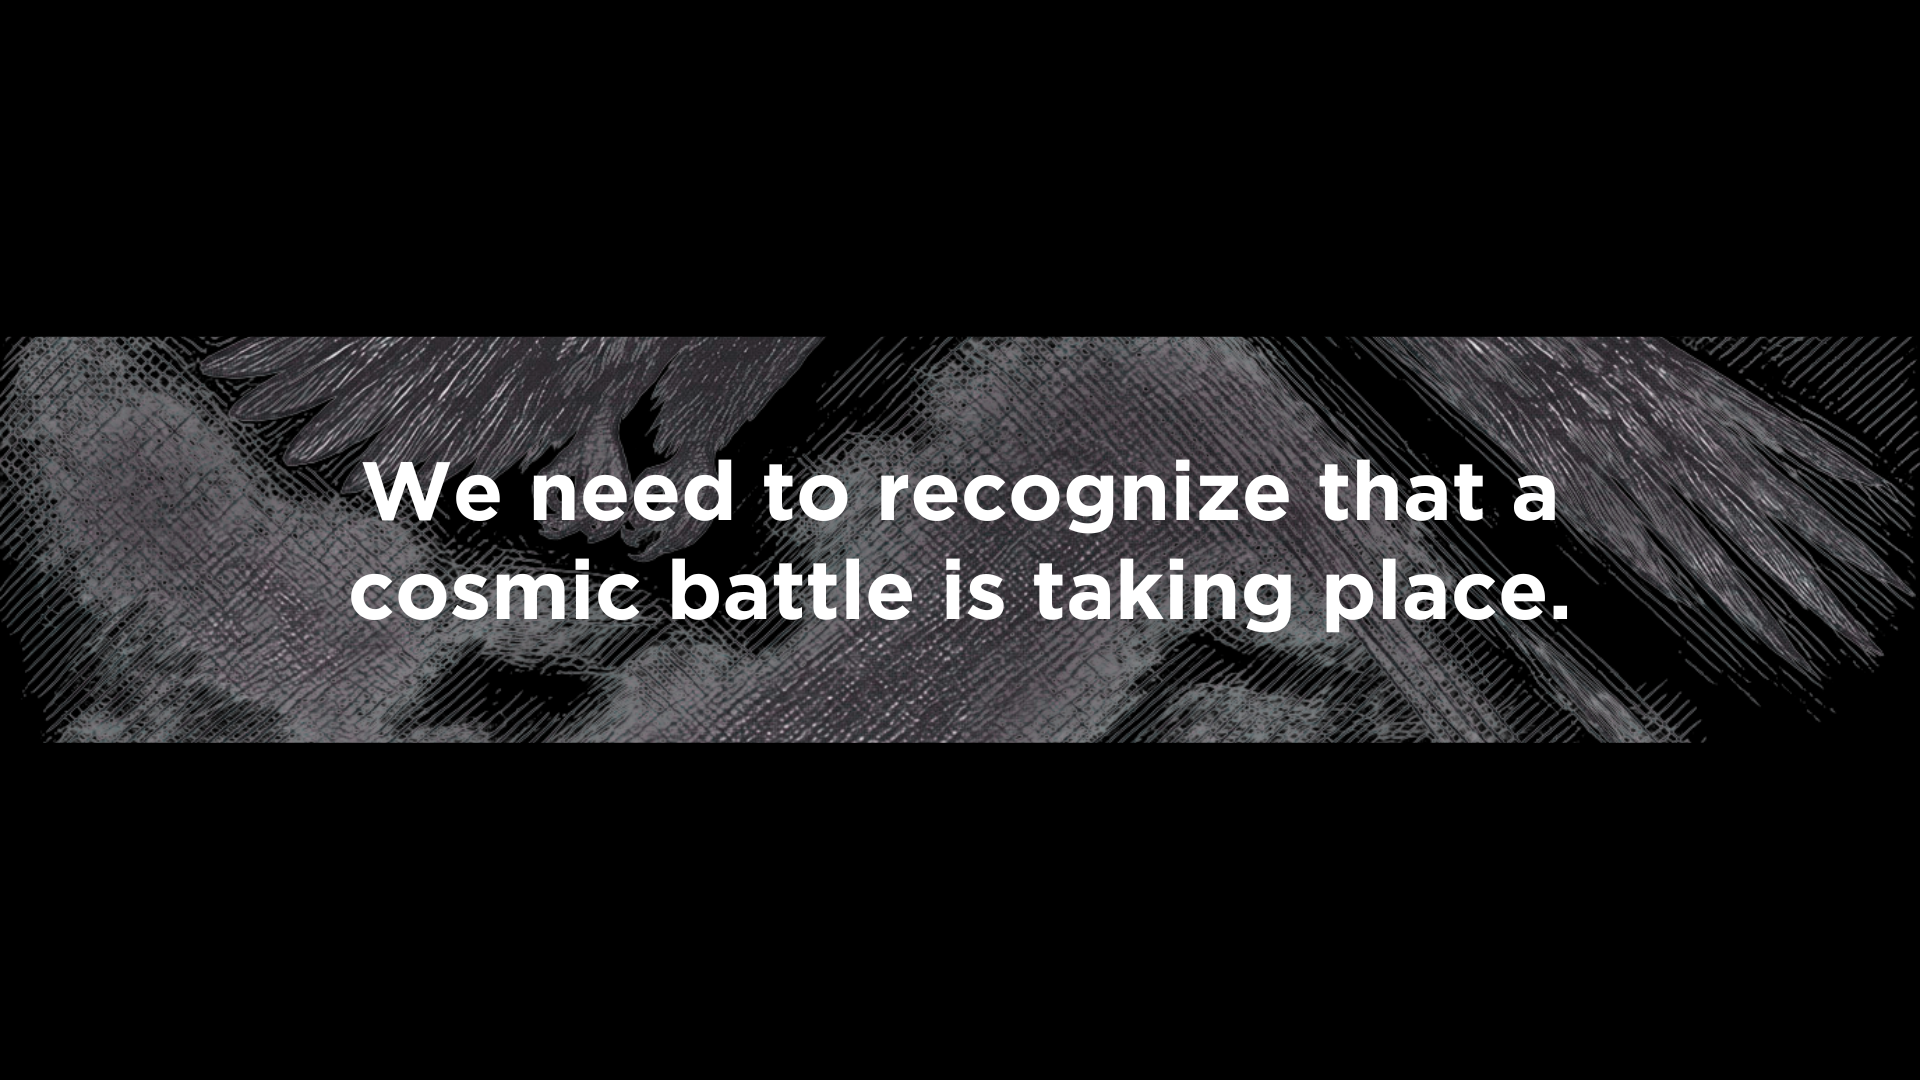 We need to recognize that a
cosmic battle is taking place.